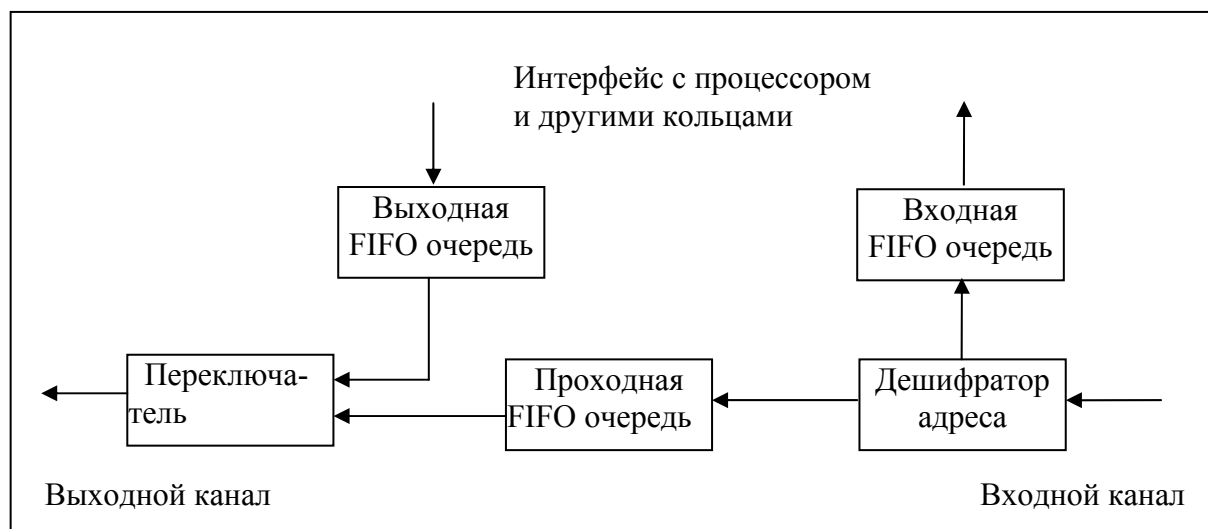 Интерфейс с процессором
и другими кольцами
Выходная
FIFO очередь
Входная
FIFO очередь
Переключа-
тель
Проходная
FIFO очередь
Дешифратор
адреса
Выходной канал
Входной канал